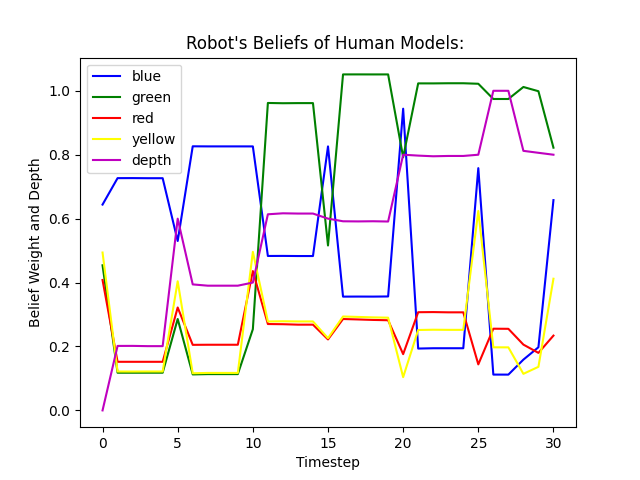 Robot's Beliefs of Human Models:
blue
green
red
yellow
depth
Belief Weight and Depth
1.0
0.8
0.6
0.4
0.2
0.0
0 5 10 15 20 25 30
Timestep